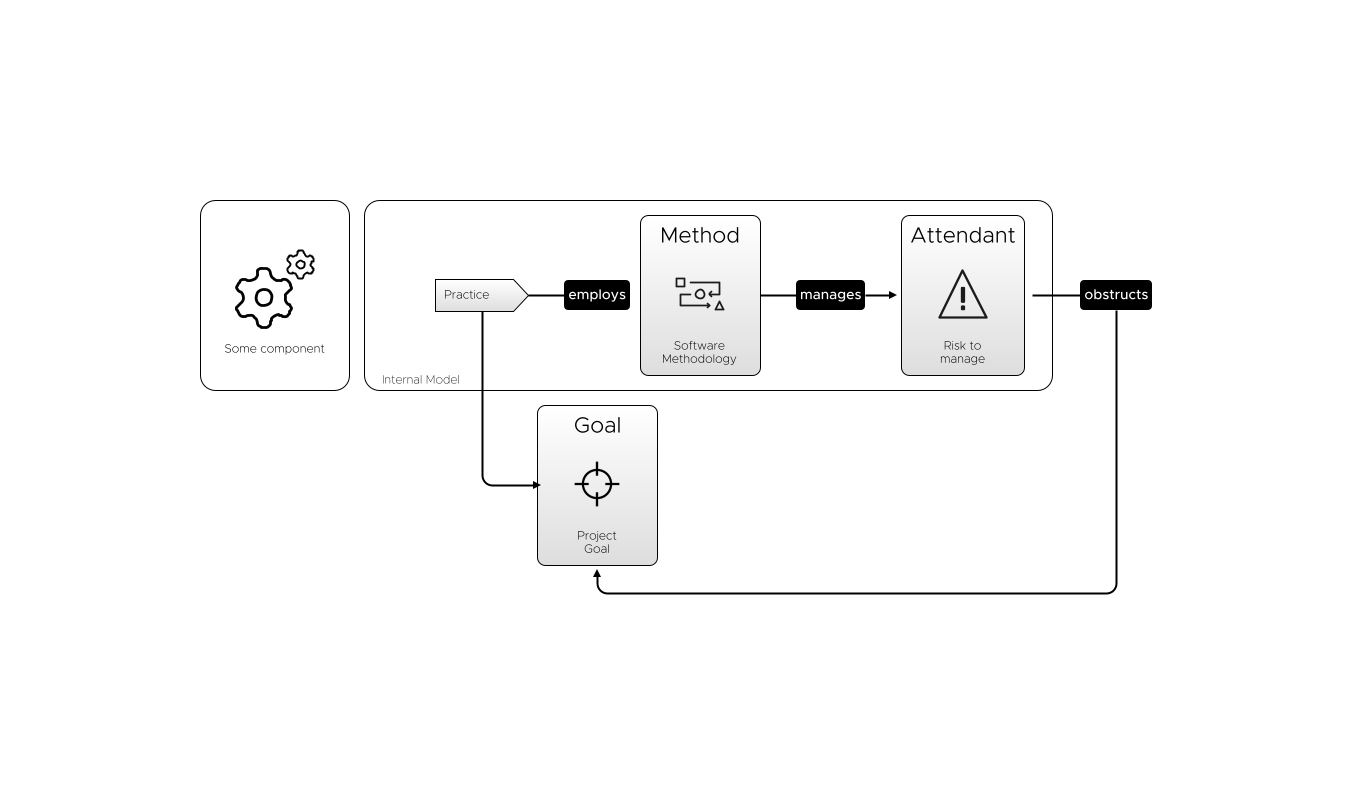 Method
Attendant
Practice
employs
manages
obstructs
Some component
Software
Methodology
Risk to
manage
Internal Model
Goal
Project
Goal